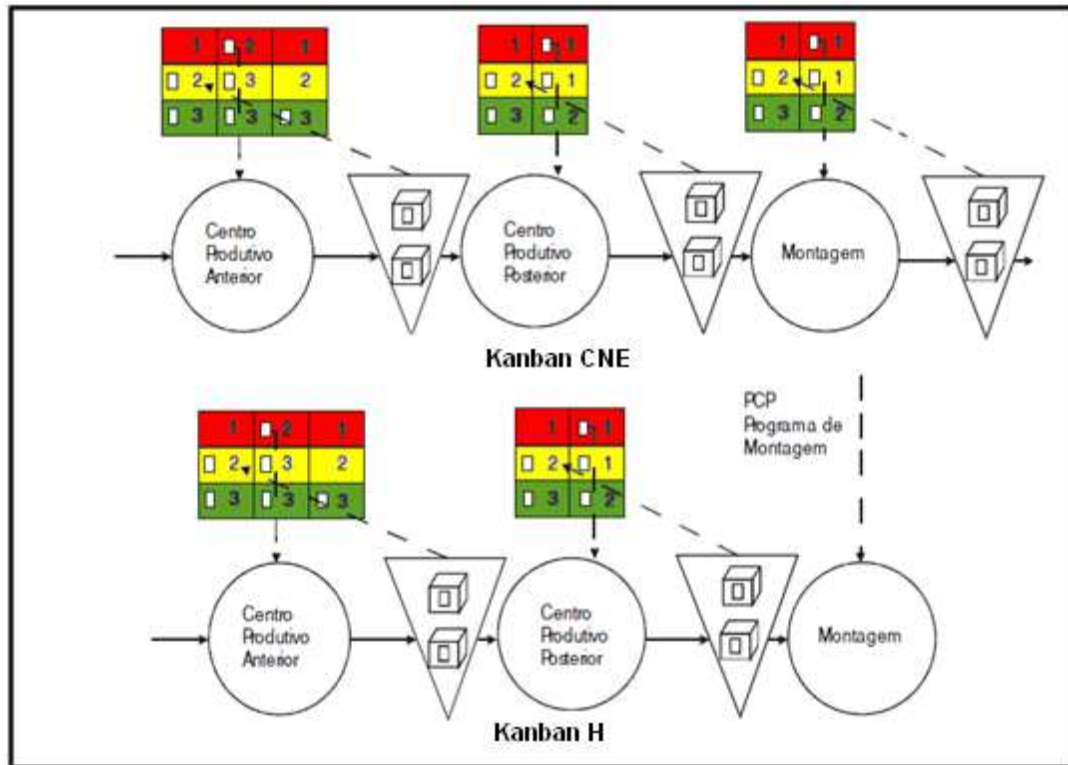 1 2 1
2 3 2
3 3 3
1 1
2 1
3 2
1 1
2 1
3 2
Centro
Produtivo
Anterior
Centro
Produtivo
Posterior
Montagem
Kanban CNE
PCP
Programa de
Montagem
1 2 1
2 3 2
3 3 3
1 1
2 1
3 2
Centro
Produtivo
Anterior
Centro
Produtivo
Posterior
Montagem
Kanban H